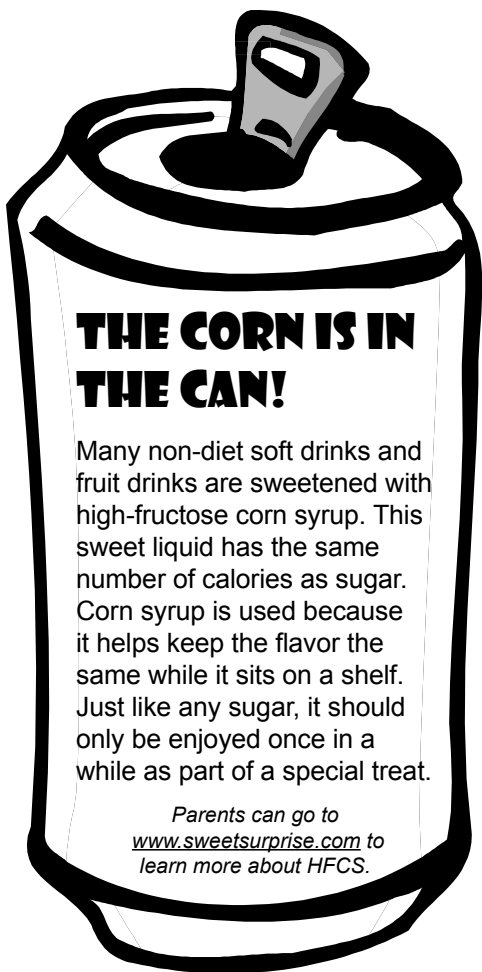 THE CORN IS IN
THE CAN!
Many non-diet soft drinks and
fruit drinks are sweetened with
high-fructose corn syrup. This
sweet liquid has the same
number of calories as sugar.
Corn syrup is used because
it helps keep the flavor the
same while it sits on a shelf.
Just like any sugar, it should
only be enjoyed once in a
while as part of a special treat.
Parents can go to
www.sweetsurprise.com to
learn more about HFCS.